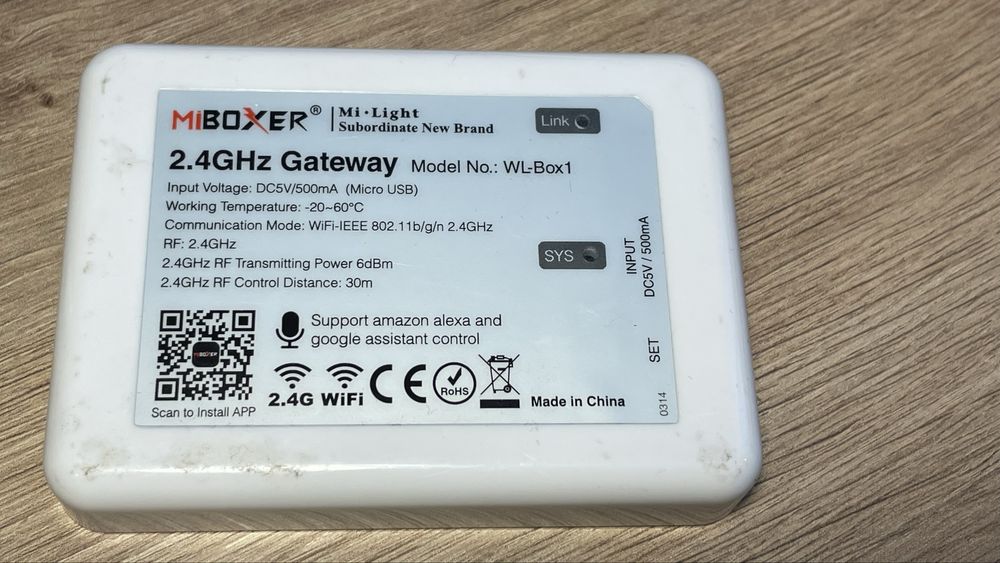 MiBOXER® Mi·Light
Subordinate New Brand
Link
2.4GHz Gateway Model No.: WL-Box1
Input Voltage: DC5V/500mA (Micro USB)
Working Temperature: -20~60°C
Communication Mode: WiFi-IEEE 802.11b/g/n 2.4GHz
RF: 2.4GHz
2.4GHz RF Transmitting Power 6dBm
2.4GHz RF Control Distance: 30m
SYS
INPUT
DC5V / 500mA
SET
MiBOXER
Support amazon alexa and
google assistant control
2.4G WiFi
CE
RoHS
Scan to Install APP
Made in China
0314